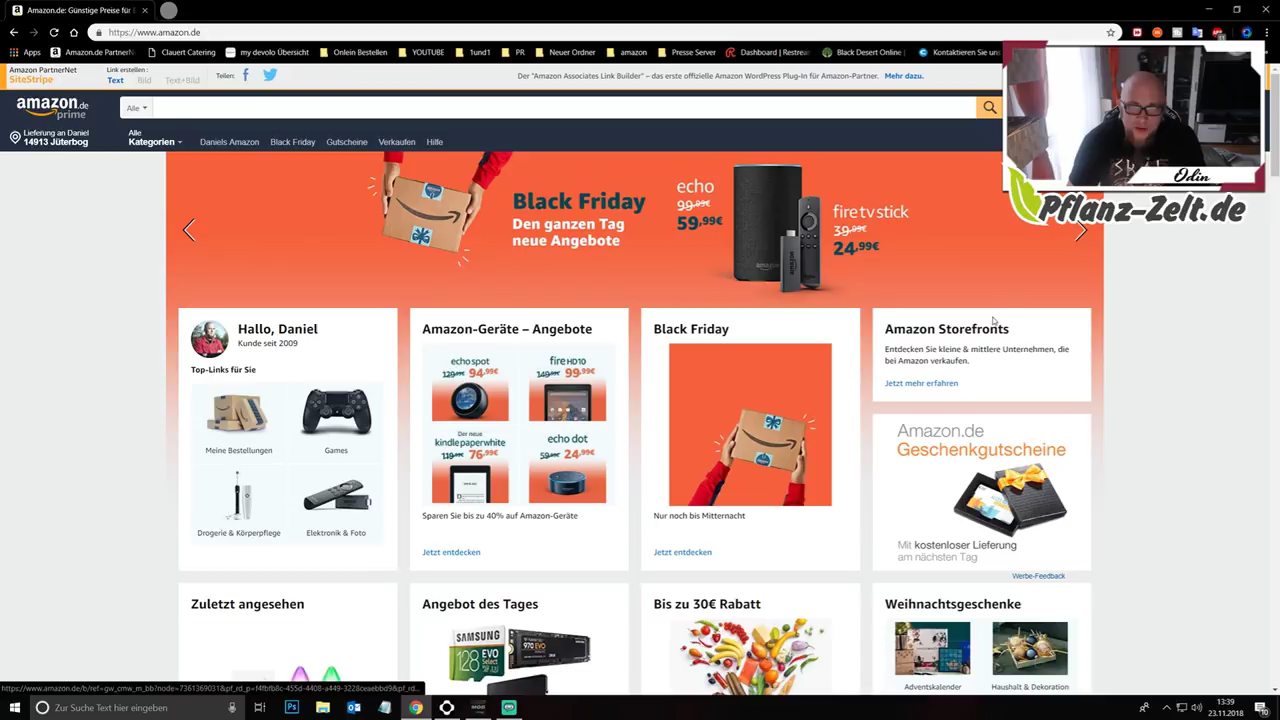 Amazon.de: Günstige Preise für
https://www.amazon.de
Apps
Amazon.de PartnerN
Clauert Catering
my devolo Übersicht
Onlein Bestellen
YOUTUBE
1und1
PR
Neuer Ordner
amazon
Presse Server
Dashboard | Restrea
Black Desert Online |
Kontaktieren Sie uns
Amazon PartnerNet
SiteStripe
Link erstellen :
Text
Bild
Text+Bild
Teilen:
Der "Amazon Associates Link Builder" – das erste offizielle Amazon WordPress Plug-In für Amazon-Partner. Mehr dazu.
amazon.de
prime
Alle
Lieferung an Daniel
14913 Jüterbog
Alle
Kategorien
Daniels Amazon
Black Friday
Gutscheine
Verkaufen
Hilfe
Odin
Pflanz-Zelt.de
Black Friday
Den ganzen Tag
neue Angebote
echo
99,99€
59,99€
fire tv stick
39,99€
24,99€
Hallo, Daniel
Kunde seit 2009
Top-Links für Sie
Meine Bestellungen
Games
Drogerie & Körperpflege
Elektronik & Foto
Amazon-Geräte – Angebote
echo spot
129,99€ 94,99€
fire HD10
149,99€ 99,99€
Der neue
kindle paperwhite
119,99€ 76,99€
echo dot
59,99€ 24,99€
Sparen Sie bis zu 40% auf Amazon-Geräte
Jetzt entdecken
Black Friday
Nur noch bis Mitternacht
Jetzt entdecken
Amazon Storefronts
Entdecken Sie kleine & mittlere Unternehmen, die
bei Amazon verkaufen.
Jetzt mehr erfahren
Amazon.de
Geschenkgutscheine
Mit kostenloser Lieferung
am nächsten Tag
Werbe-Feedback
Zuletzt angesehen
Angebot des Tages
SAMSUNG
128 EVO
Select
970 EVO
Bis zu 30€ Rabatt
Weihnachtsgeschenke
Adventskalender
Haushalt & Dekoration
Zur Suche Text hier eingeben
13:39
23.11.2018
10